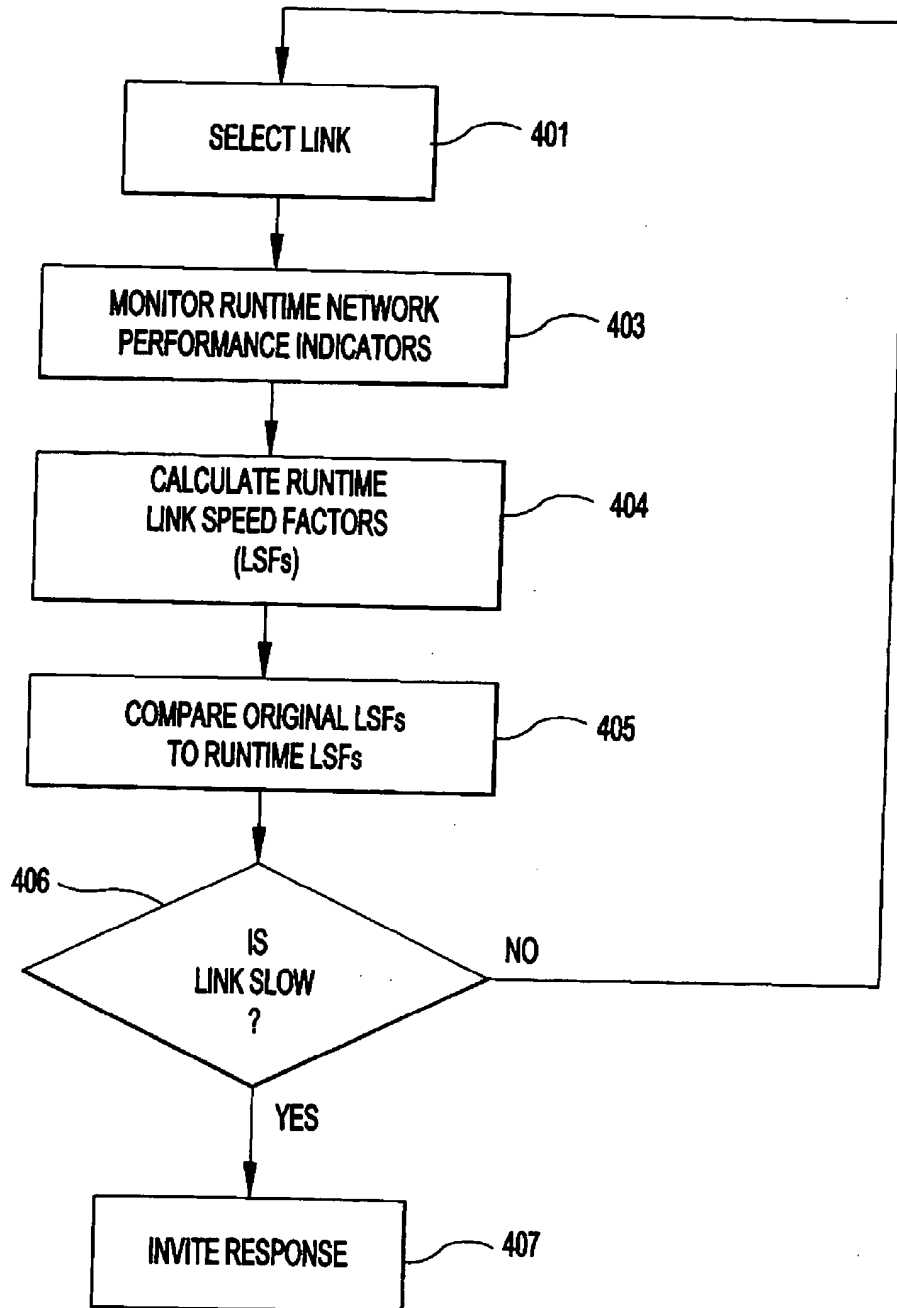 SELECT LINK
401
MONITOR RUNTIME NETWORK
PERFORMANCE INDICATORS
403
CALCULATE RUNTIME
LINK SPEED FACTORS
(LSFs)
404
COMPARE ORIGINAL LSFs
TO RUNTIME LSFs
405
406
IS
LINK SLOW
?
NO
YES
INVITE RESPONSE
407